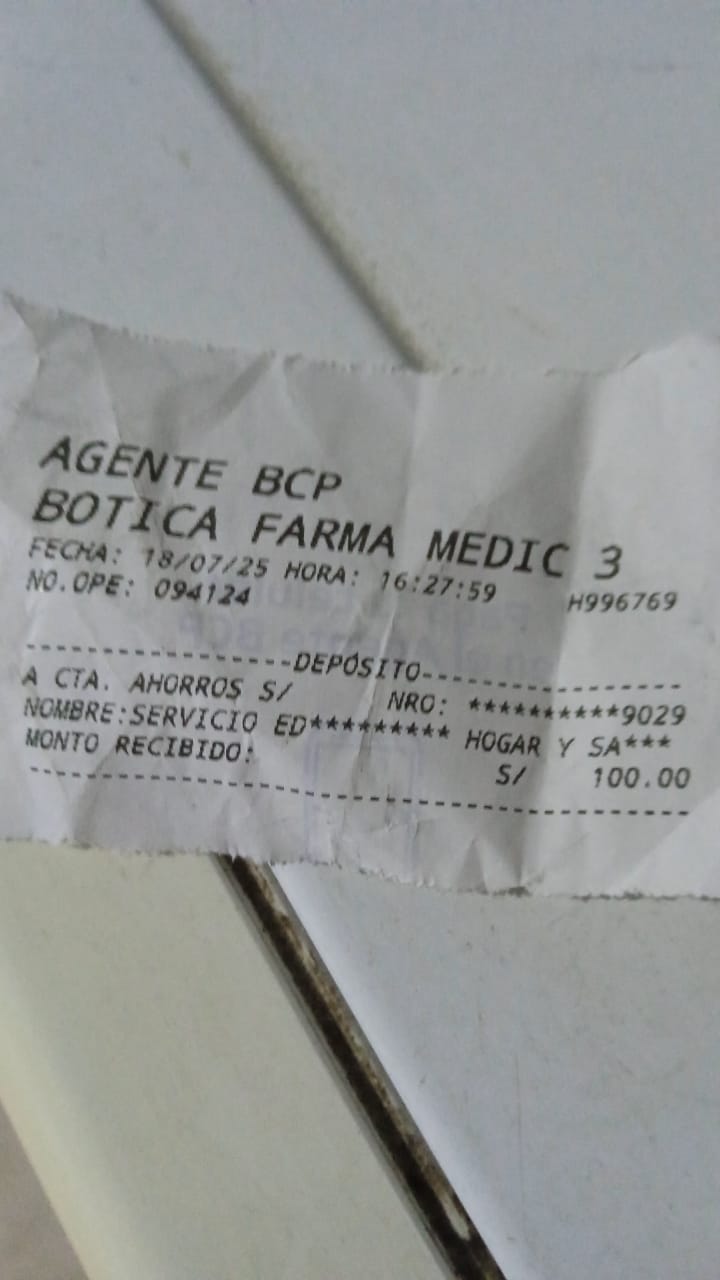 AGENTE BCP
BOTICA FARMA MEDIC 3
FECHA: 18/07/25 HORA: 16:27:59 H996769
NO.OPE: 094124
----------------DEPÓSITO----------------
A CTA. AHORROS S/ NRO: **********9029
NOMBRE:SERVICIO ED********* HOGAR Y SA***
MONTO RECIBIDO: S/ 100.00
----------------------------------------